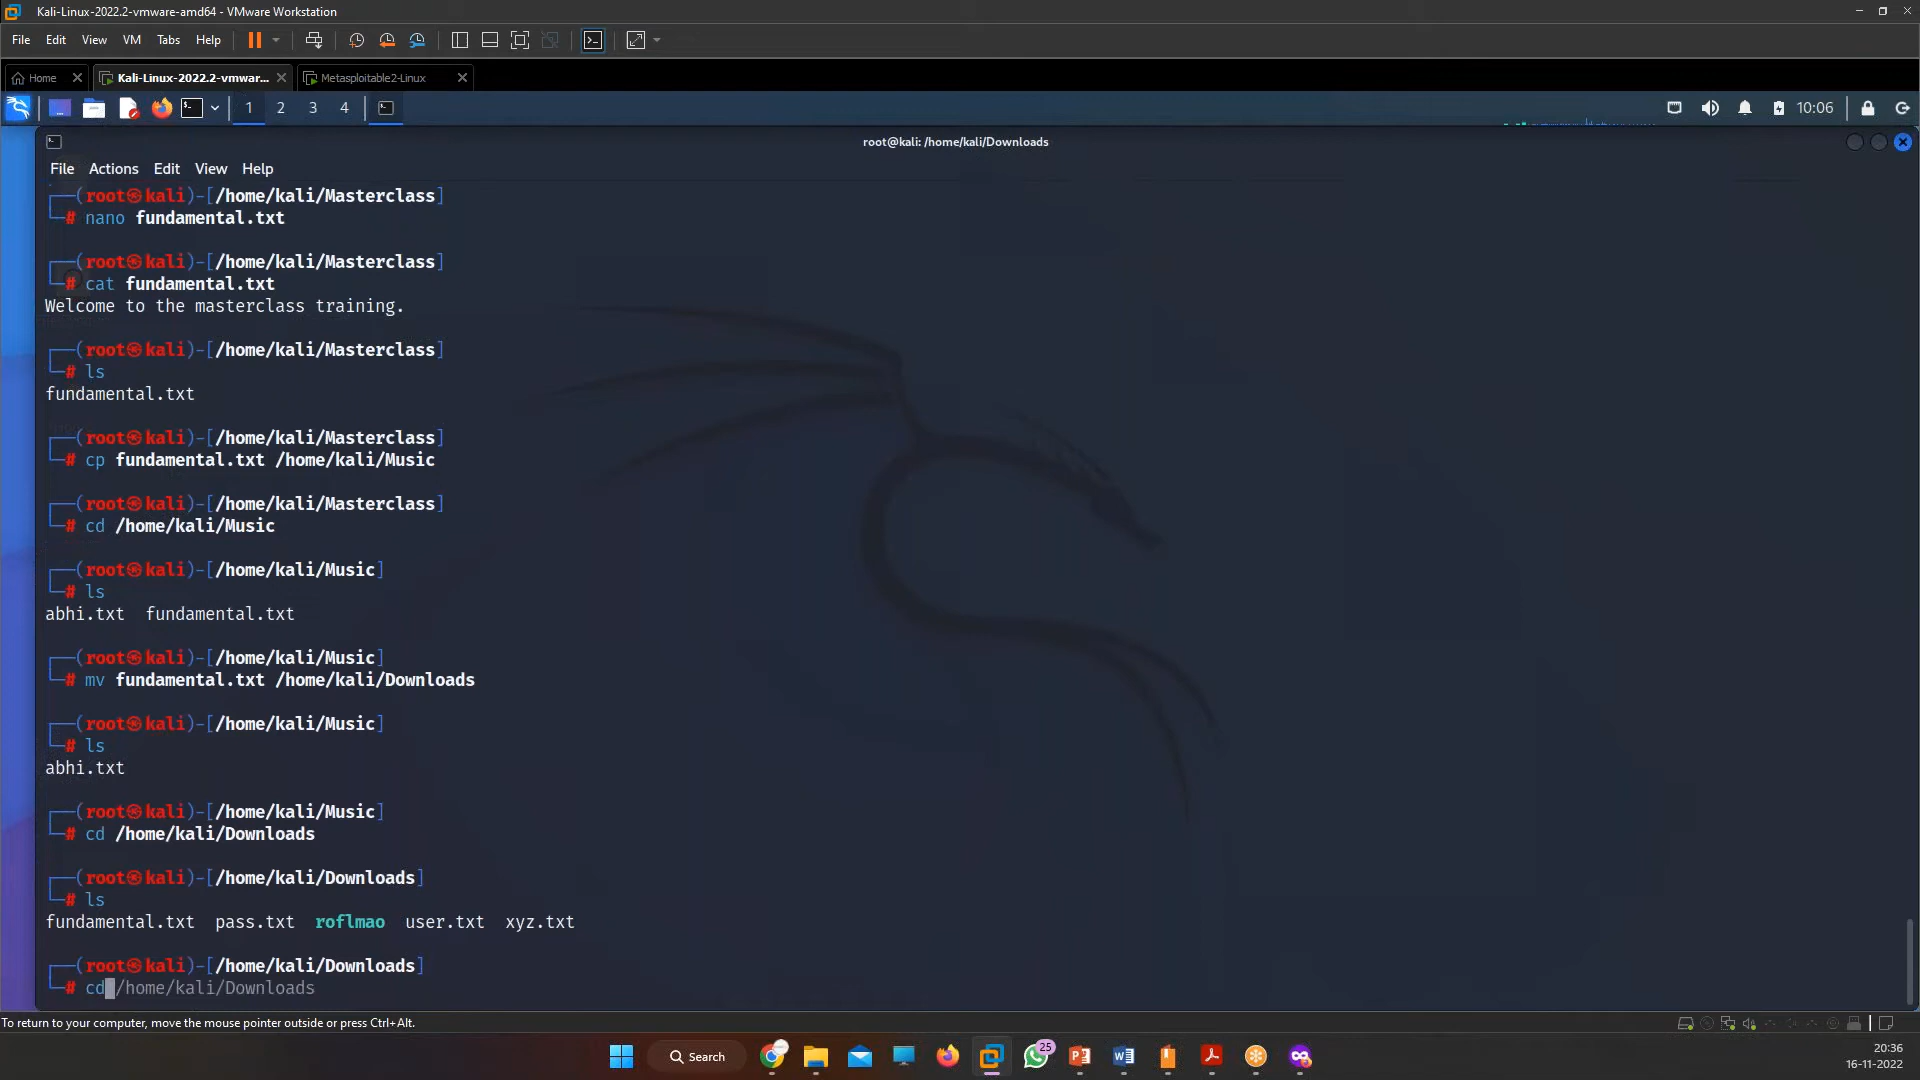 Kali-Linux-2022.2-vmware-amd64 - VMware Workstation
File Edit View VM Tabs Help
Home Kali-Linux-2022.2-vmwar... Metasploitable2-Linux
1 2 3 4 10:06
root@kali: /home/kali/Downloads
File Actions Edit View Help
┌──(root㉿kali)-[/home/kali/Masterclass]
└─# nano fundamental.txt
┌──(root㉿kali)-[/home/kali/Masterclass]
└─# cat fundamental.txt
Welcome to the masterclass training.
┌──(root㉿kali)-[/home/kali/Masterclass]
└─# ls
fundamental.txt
┌──(root㉿kali)-[/home/kali/Masterclass]
└─# cp fundamental.txt /home/kali/Music
┌──(root㉿kali)-[/home/kali/Masterclass]
└─# cd /home/kali/Music
┌──(root㉿kali)-[/home/kali/Music]
└─# ls
abhi.txt  fundamental.txt
┌──(root㉿kali)-[/home/kali/Music]
└─# mv fundamental.txt /home/kali/Downloads
┌──(root㉿kali)-[/home/kali/Music]
└─# ls
abhi.txt
┌──(root㉿kali)-[/home/kali/Music]
└─# cd /home/kali/Downloads
┌──(root㉿kali)-[/home/kali/Downloads]
└─# ls
fundamental.txt  pass.txt  roflmao  user.txt  xyz.txt
┌──(root㉿kali)-[/home/kali/Downloads]
└─# cd /home/kali/Downloads
To return to your computer, move the mouse pointer outside or press Ctrl+Alt.
Search 25 20:36
16-11-2022